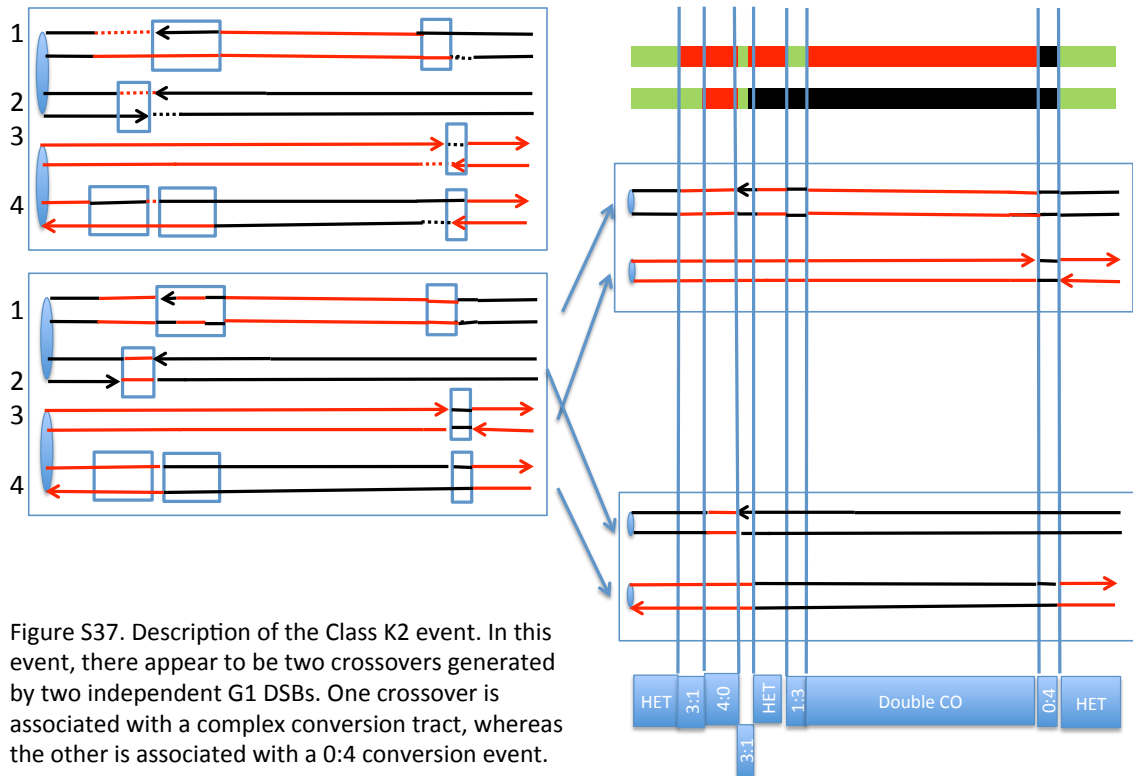 1
2
3
4
1
2
3
4
HET
3:1
4:0
3:1
HET
1:3
Double CO
0:4
HET
Figure S37. Description of the Class K2 event. In this
event, there appear to be two crossovers generated
by two independent G1 DSBs. One crossover is
associated with a complex conversion tract, whereas
the other is associated with a 0:4 conversion event.